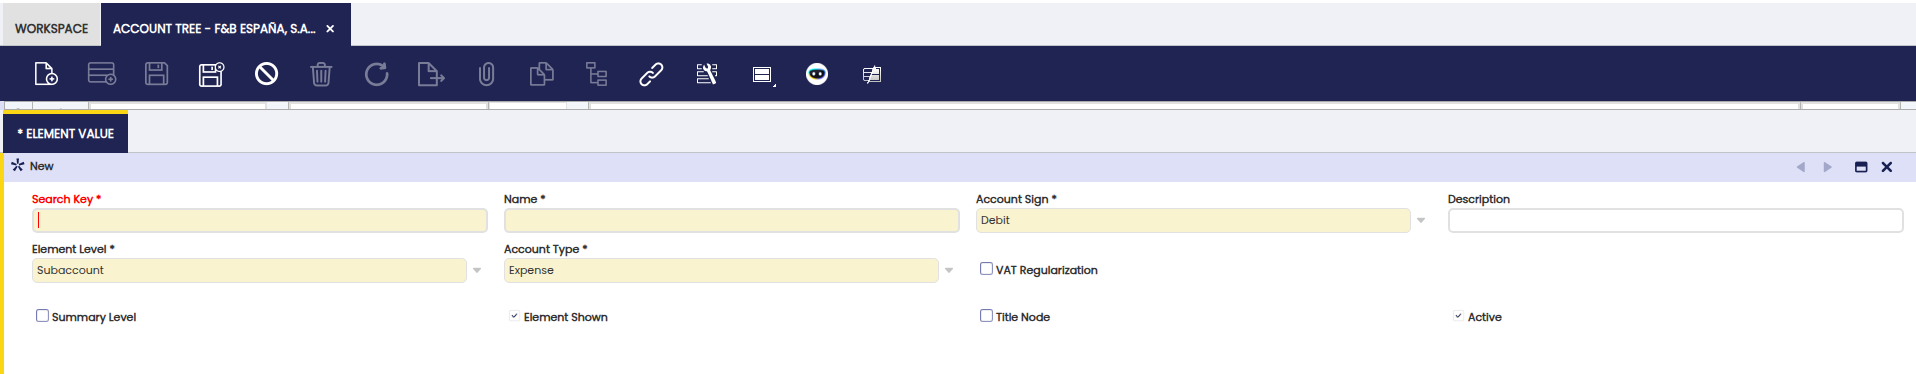 WORKSPACE
ACCOUNT TREE - F&B ESPAÑA, S.A... ×
* ELEMENT VALUE
New
Search Key * Name * Account Sign * Description
Debit
Element Level * Account Type *
Subaccount Expense VAT Regularization
Summary Level Element Shown Title Node Active